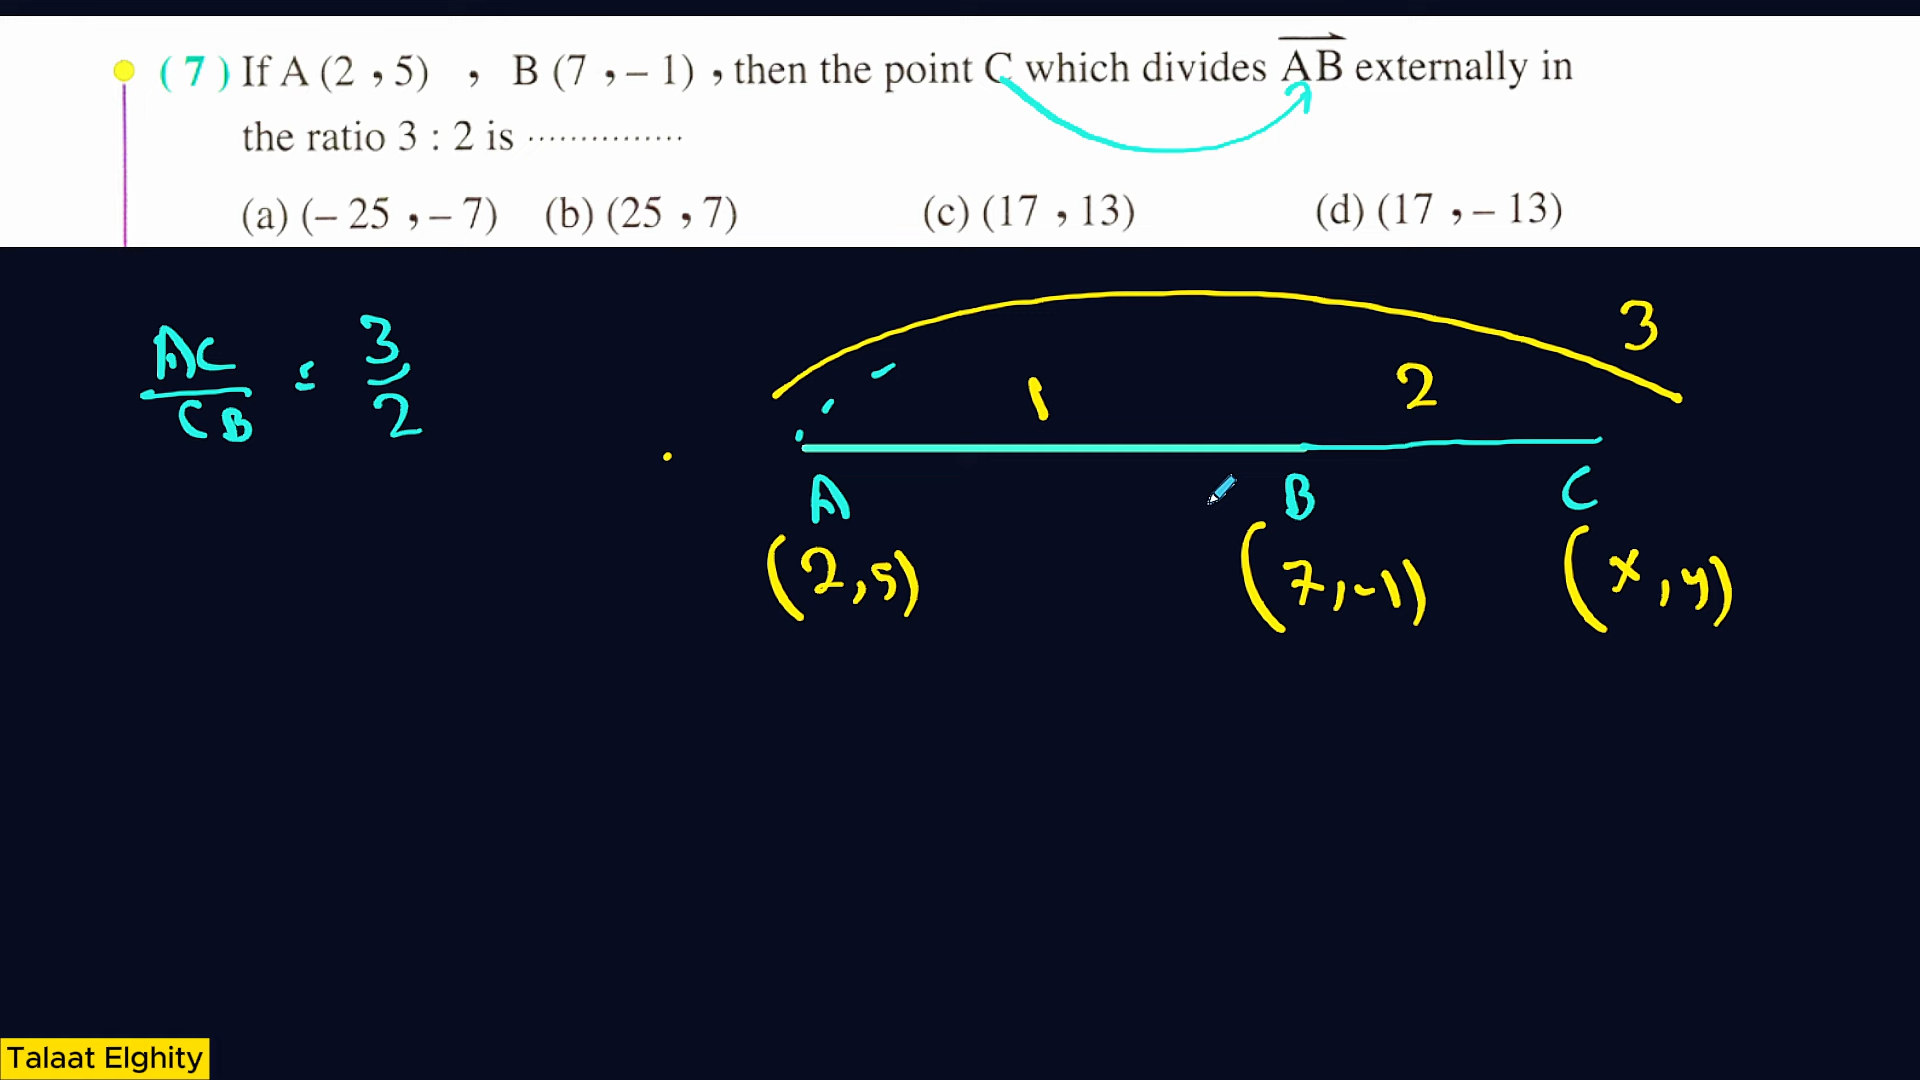 (7) If A (2 , 5) , B (7 , – 1) , then the point C which divides AB externally in
the ratio 3 : 2 is ...............
(a) (– 25 , – 7) (b) (25 , 7) (c) (17 , 13) (d) (17 , – 13)
AC/CB = 3/2
3
1 2
A B C
(2,5) (7,-1) (x,y)
Talaat Elghity